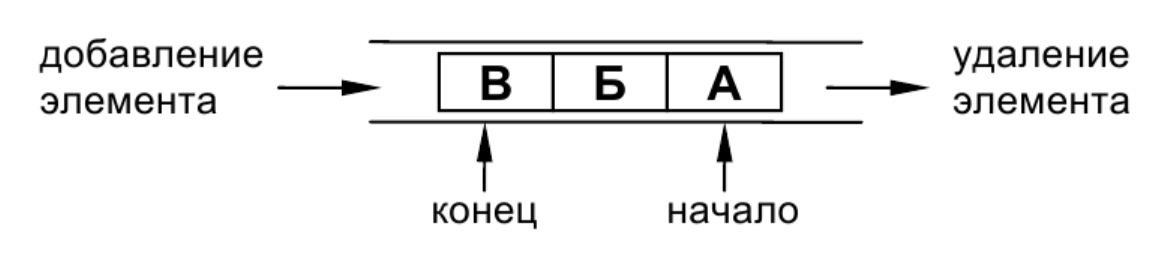 добавление
элемента
В Б А
удаление
элемента
конец
начало